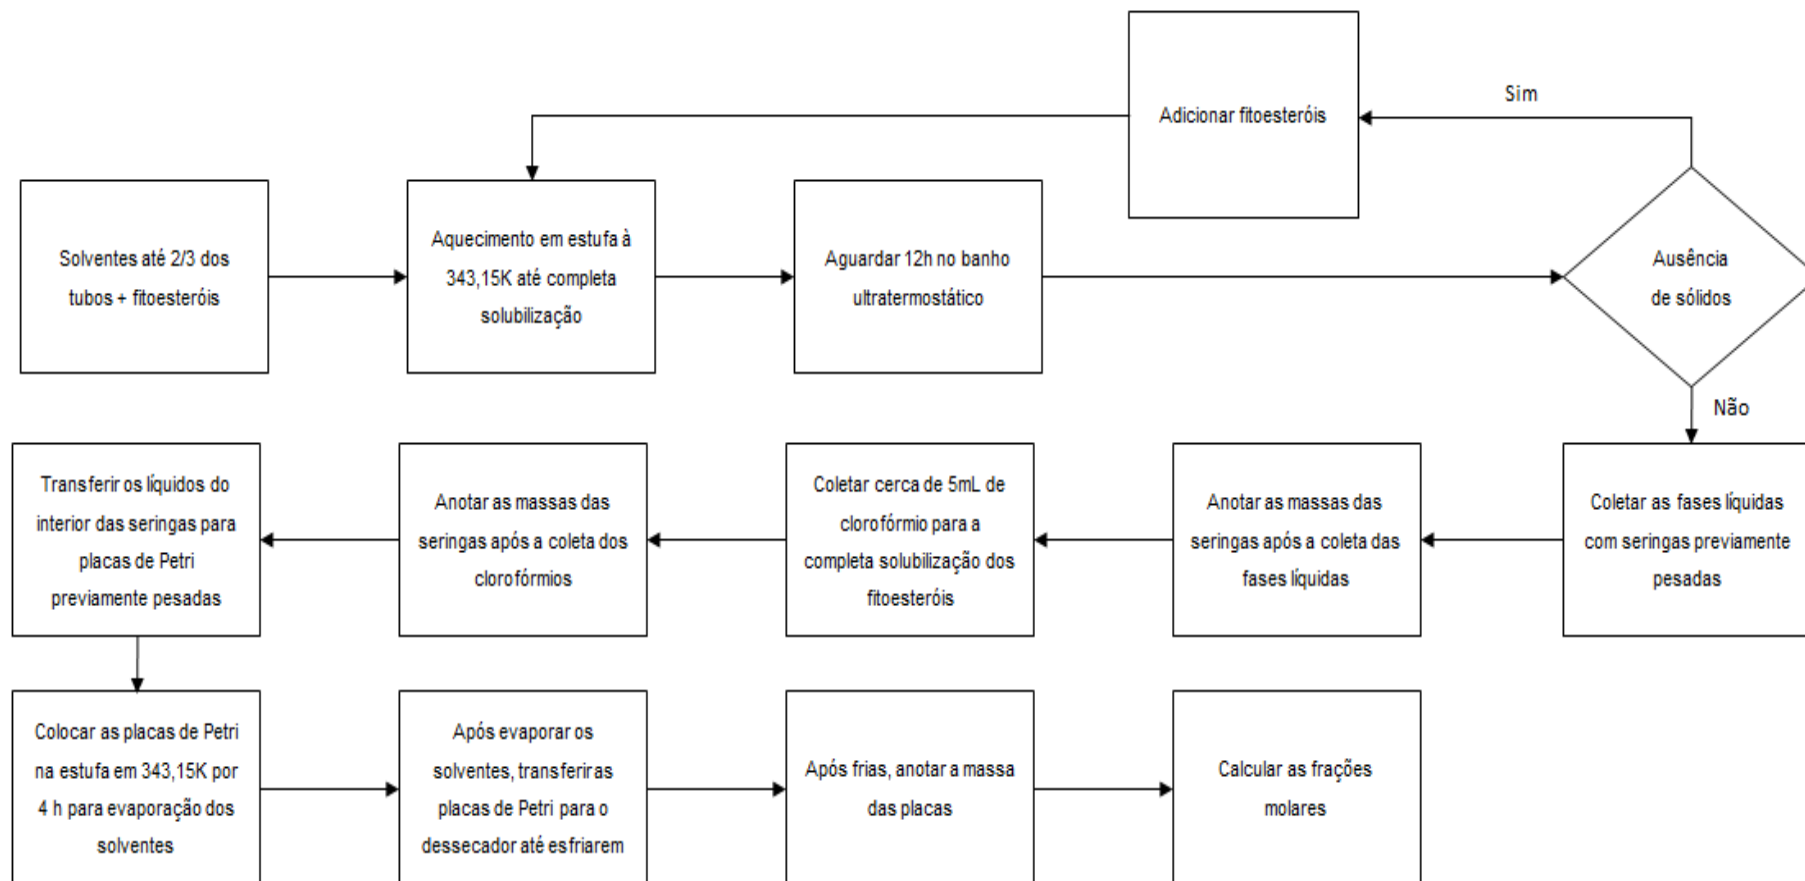 Adicionar fitoesteróis
Sim
Solventes até 2/3 dos
tubos + fitoesteróis
Aquecimento em estufa à
343,15K até completa
solubilização
Aguardar 12h no banho
ultratermostático
Ausência
de sólidos
Não
Coletar as fases líquidas
com seringas previamente
pesadas
Anotar as massas das
seringas após a coleta das
fases líquidas
Coletar cerca de 5mL de
clorofórmio para a
completa solubilização dos
fitoesteróis
Anotar as massas das
seringas após a coleta dos
clorofórmios
Transferir os líquidos do
interior das seringas para
placas de Petri
previamente pesadas
Colocar as placas de Petri
na estufa em 343,15K por
4 h para evaporação dos
solventes
Após evaporar os
solventes, transferir as
placas de Petri para o
dessecador até esfriarem
Após frias, anotar a massa
das placas
Calcular as frações
molares